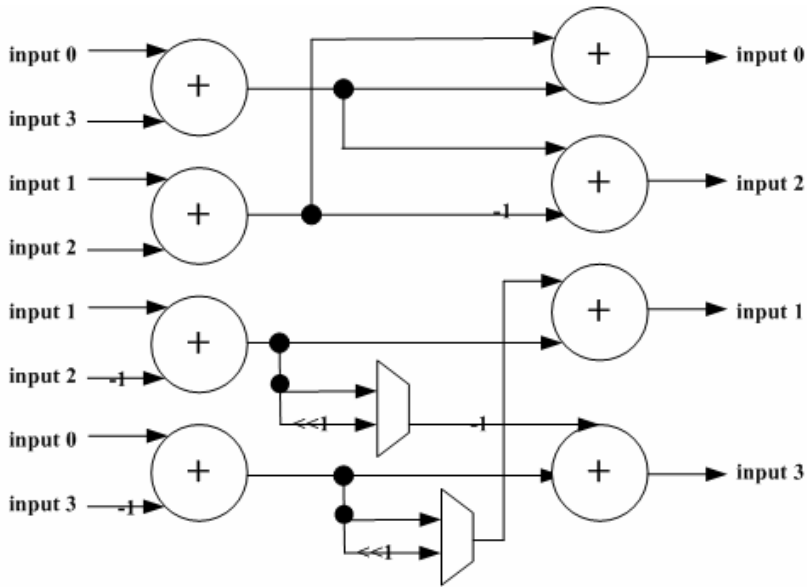 input 0
+
+
input 0
input 3
input 1
+
+
input 2
input 2
-1
input 1
+
+
input 1
input 2
-1
<<1
-1
input 0
+
+
input 3
input 3
-1
<<1